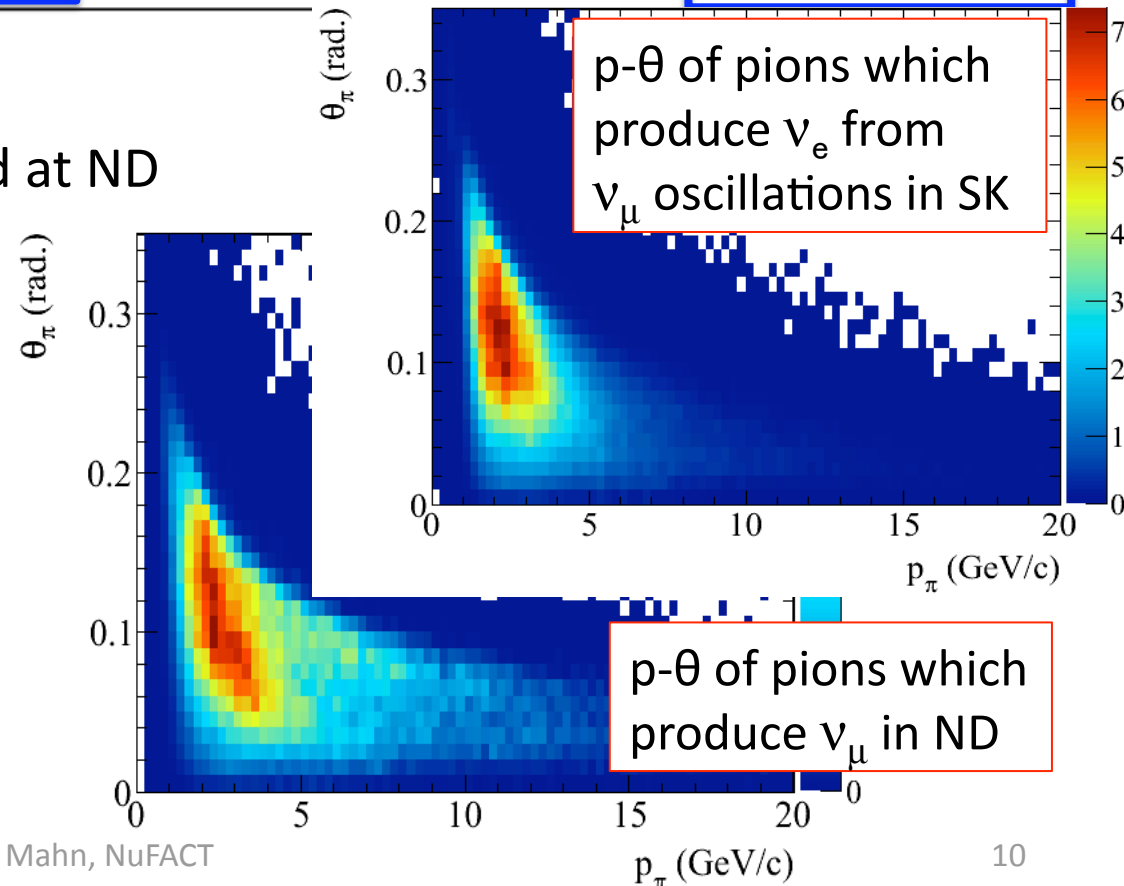 θπ (rad.)
p-θ of pions which
produce νe from
νμ oscillations in SK
0.3
0.2
0.1
0
0 5 10 15 20
pπ (GeV/c)
7
6
5
4
3
2
1
0
at ND
θπ (rad.)
0.3
0.2
0.1
0
0 5 10 15 20
pπ (GeV/c)
p-θ of pions which
produce νμ in ND
0
Mahn, NuFACT
10